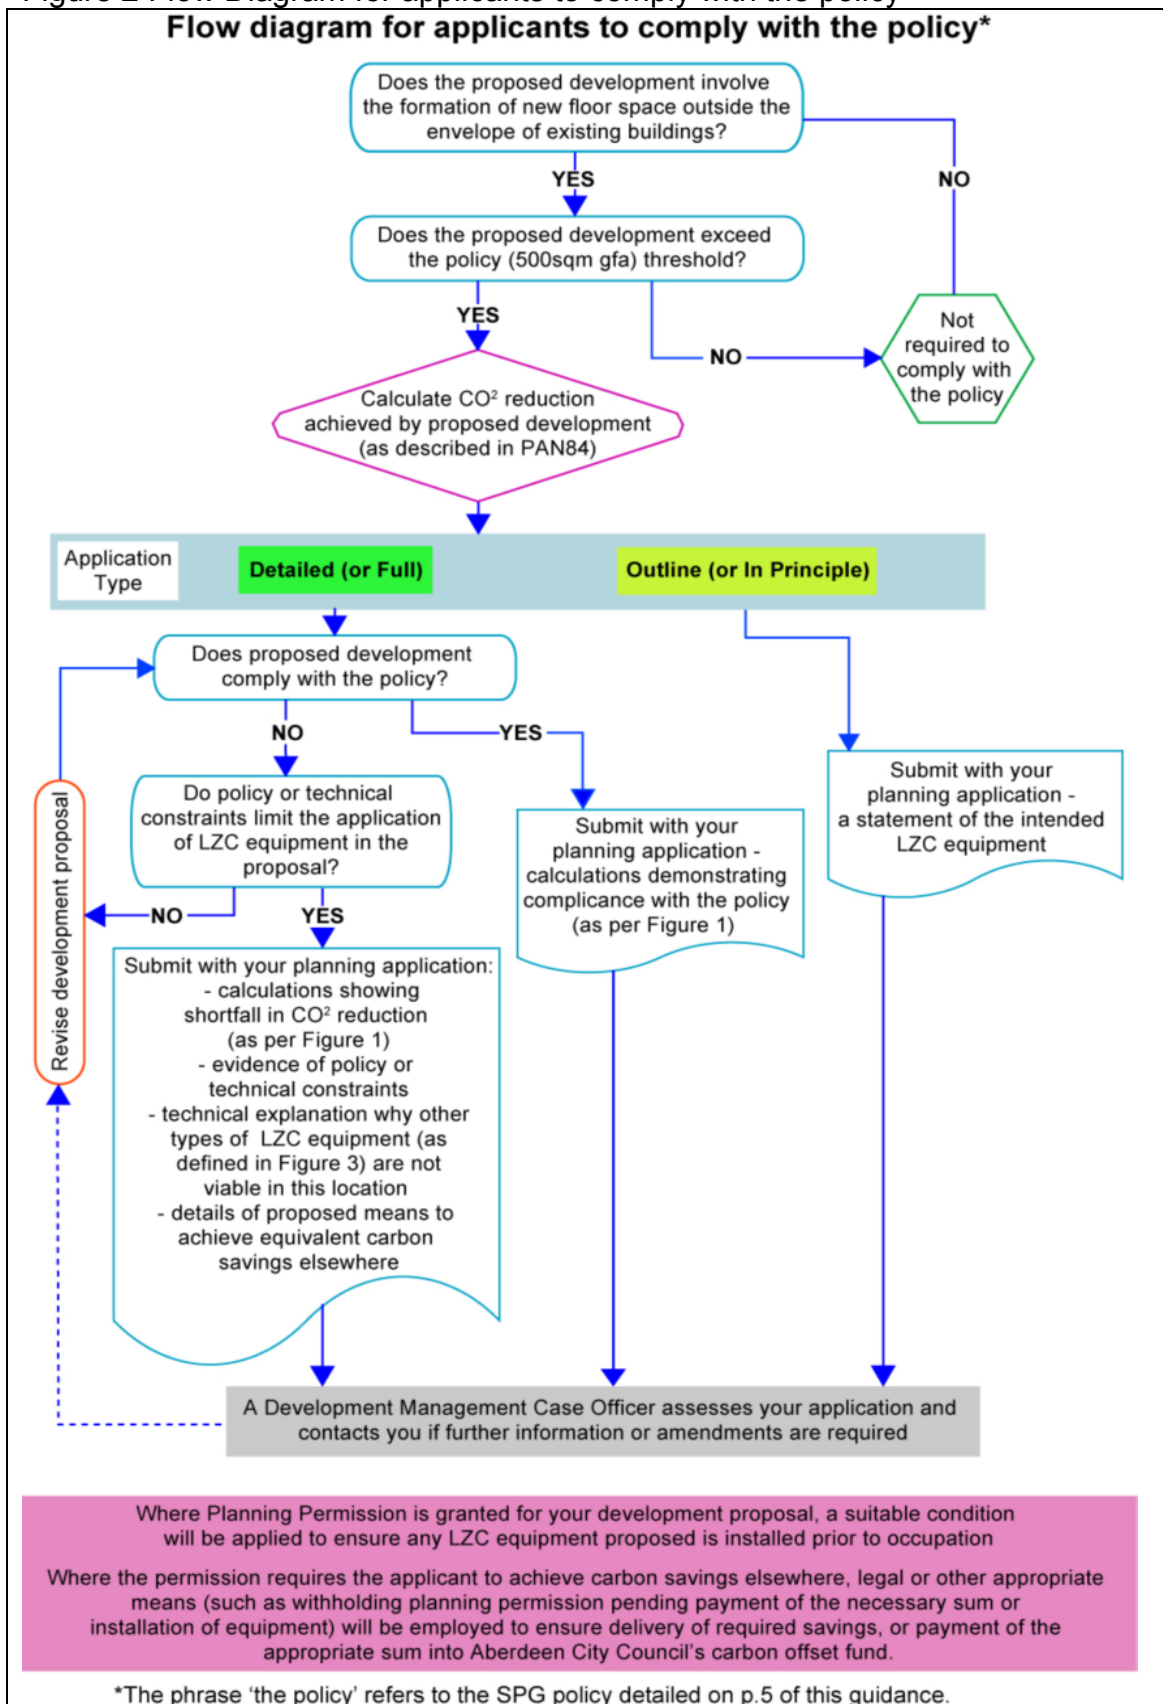 Figure 2 Flow Diagram for applicants to comply with the policy
Flow diagram for applicants to comply with the policy*
Does the proposed development involve
the formation of new floor space outside the
envelope of existing buildings?
YES
NO
Does the proposed development exceed
the policy (500sqm gfa) threshold?
YES
NO
Not
required to
comply with
the policy
Calculate CO² reduction
achieved by proposed development
(as described in PAN84)
Application
Type
Detailed (or Full)
Outline (or In Principle)
Does proposed development
comply with the policy?
NO
YES
Do policy or technical
constraints limit the application
of LZC equipment in the
proposal?
NO
YES
Revise development proposal
Submit with your planning application:
- calculations showing
shortfall in CO² reduction
(as per Figure 1)
- evidence of policy or
technical constraints
- technical explanation why other
types of LZC equipment (as
defined in Figure 3) are not
viable in this location
- details of proposed means to
achieve equivalent carbon
savings elsewhere
Submit with your
planning application -
calculations demonstrating
complicance with the policy
(as per Figure 1)
Submit with your
planning application -
a statement of the intended
LZC equipment
A Development Management Case Officer assesses your application and
contacts you if further information or amendments are required
Where Planning Permission is granted for your development proposal, a suitable condition
will be applied to ensure any LZC equipment proposed is installed prior to occupation
Where the permission requires the applicant to achieve carbon savings elsewhere, legal or other appropriate
means (such as withholding planning permission pending payment of the necessary sum or
installation of equipment) will be employed to ensure delivery of required savings, or payment of the
appropriate sum into Aberdeen City Council's carbon offset fund.
*The phrase 'the policy' refers to the SPG policy detailed on p.5 of this guidance.